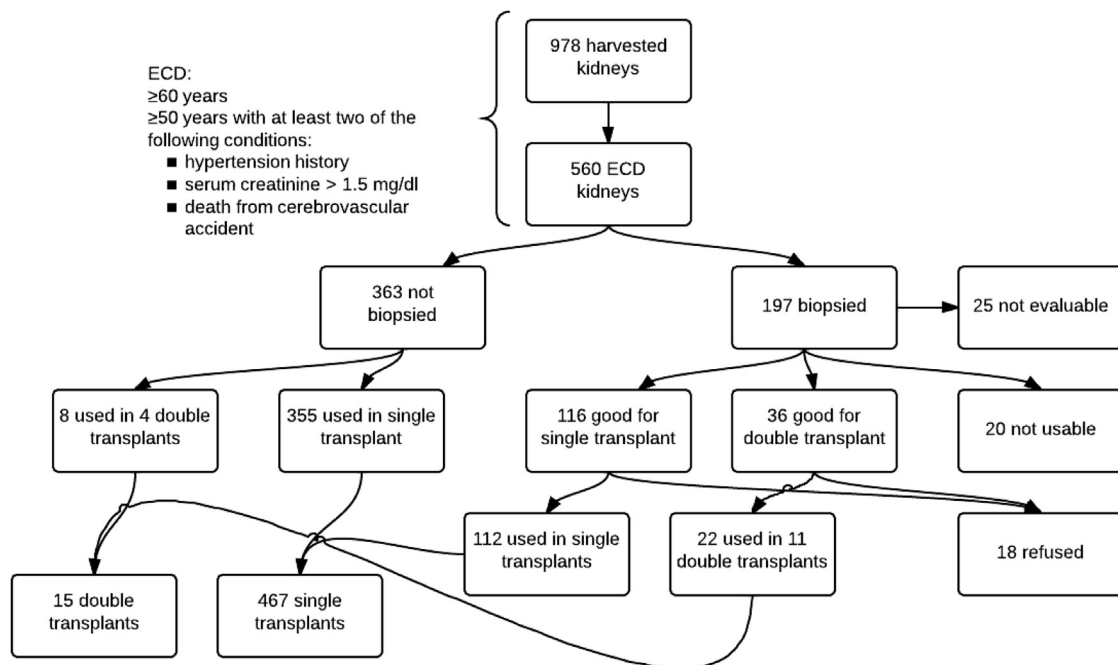 978 harvested
kidneys
ECD:
≥60 years
≥50 years with at least two of the
following conditions:
■ hypertension history
■ serum creatinine > 1.5 mg/dl
■ death from cerebrovascular
accident
560 ECD
kidneys
363 not
biopsied
197 biopsied
25 not evaluable
8 used in 4 double
transplants
355 used in single
transplant
116 good for
single transplant
36 good for
double transplant
20 not usable
112 used in single
transplants
22 used in 11
double transplants
18 refused
15 double
transplants
467 single
transplants